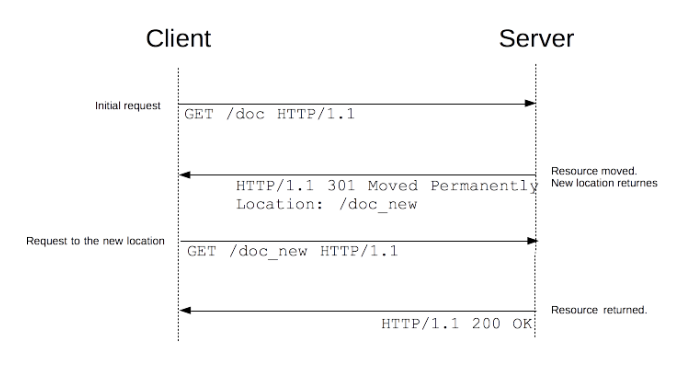 Client
Server
Initial request
GET /doc HTTP/1.1
Resource moved.
New location returnes
HTTP/1.1 301 Moved Permanently
Location: /doc_new
Request to the new location
GET /doc_new HTTP/1.1
Resource returned.
HTTP/1.1 200 OK